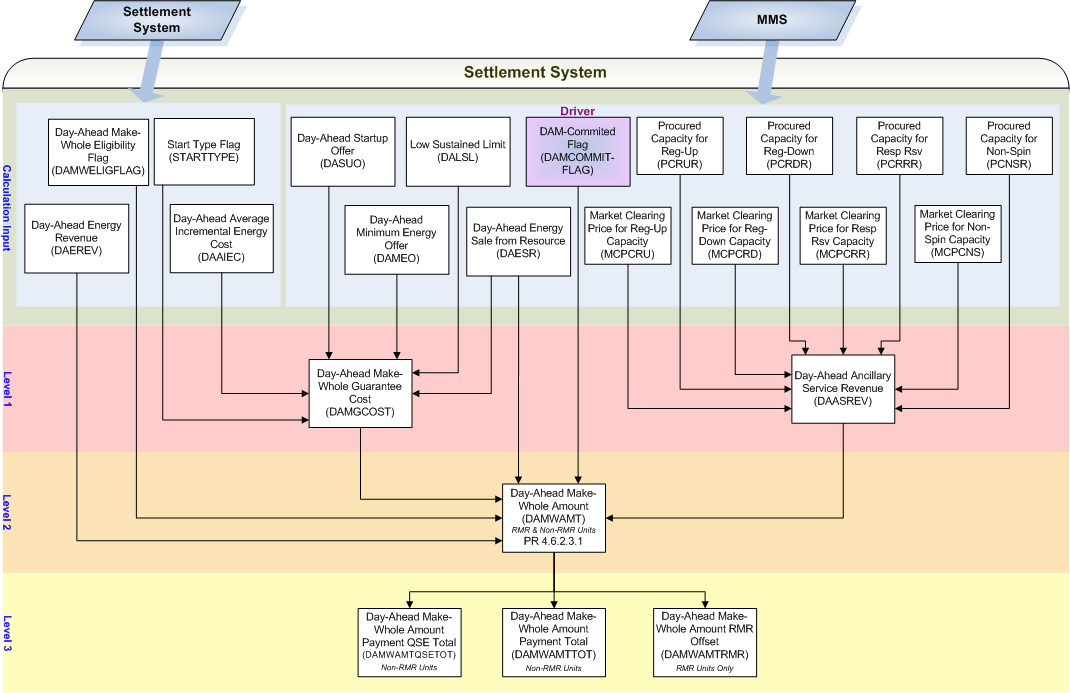 Settlement
System
MMS
Settlement System
Calculation Input
Driver
Day-Ahead Make-
Whole Eligibility
Flag
(DAMWELIGFLAG)
Start Type Flag
(STARTTYPE)
Day-Ahead Startup
Offer
(DASUO)
Low Sustained Limit
(DALSL)
DAM-Commited
Flag
(DAMCOMMIT-
FLAG)
Procured
Capacity for
Reg-Up
(PCRUR)
Procured
Capacity for
Reg-Down
(PCRDR)
Procured
Capacity for
Resp Rsv
(PCRRR)
Procured
Capacity for
Non-Spin
(PCNSR)
Day-Ahead Energy
Revenue
(DAEREV)
Day-Ahead Average
Incremental Energy
Cost
(DAAIEC)
Day-Ahead
Minimum Energy
Offer
(DAMEO)
Day-Ahead Energy
Sale from Resource
(DAESR)
Market Clearing
Price for Reg-Up
Capacity
(MCPCRU)
Market Clearing
Price for Reg-
Down Capacity
(MCPCRD)
Market Clearing
Price for Resp
Rsv Capacity
(MCPCRR)
Market Clearing
Price for Non-
Spin Capacity
(MCPCNS)
Level 1
Day-Ahead Make-
Whole Guarantee
Cost
(DAMGCOST)
Day-Ahead Ancillary
Service Revenue
(DAASREV)
Level 2
Day-Ahead Make-
Whole Amount
(DAMWAMT)
RMR & Non-RMR Units
PR 4.6.2.3.1
Level 3
Day-Ahead Make-
Whole Amount
Payment QSE Total
(DAMWAMTQSETOT)
Non-RMR Units
Day-Ahead Make-
Whole Amount
Payment Total
(DAMWAMTTOT)
Non-RMR Units
Day-Ahead Make-
Whole Amount RMR
Offset
(DAMWAMTRMR)
RMR Units Only